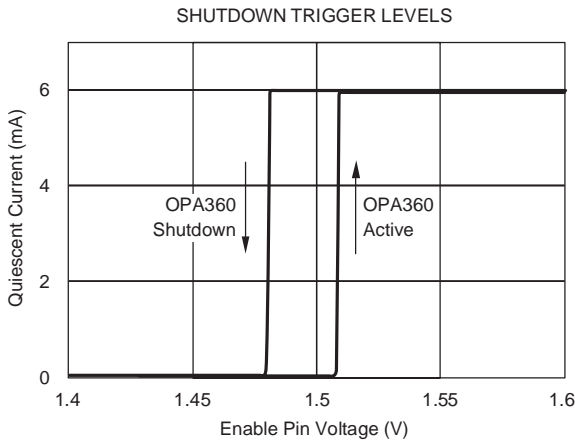 SHUTDOWN TRIGGER LEVELS
6
4
2
0
Quiescent Current (mA)
OPA360
Shutdown
OPA360
Active
1.4 1.45 1.5 1.55 1.6
Enable Pin Voltage (V)